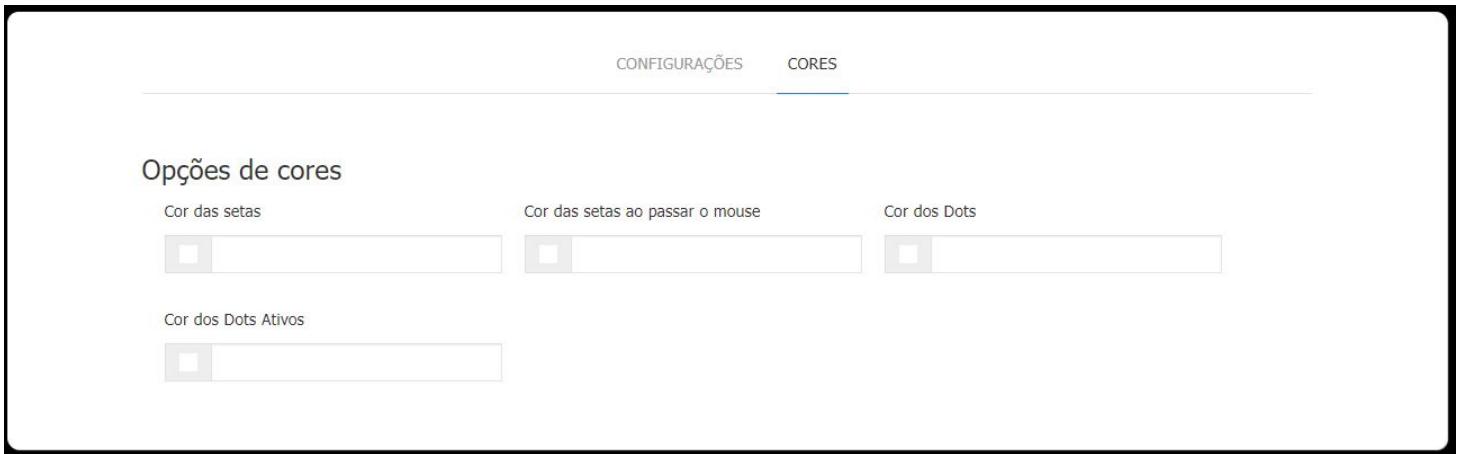 CONFIGURAÇÕES CORES
Opções de cores
Cor das setas Cor das setas ao passar o mouse Cor dos Dots
Cor dos Dots Ativos